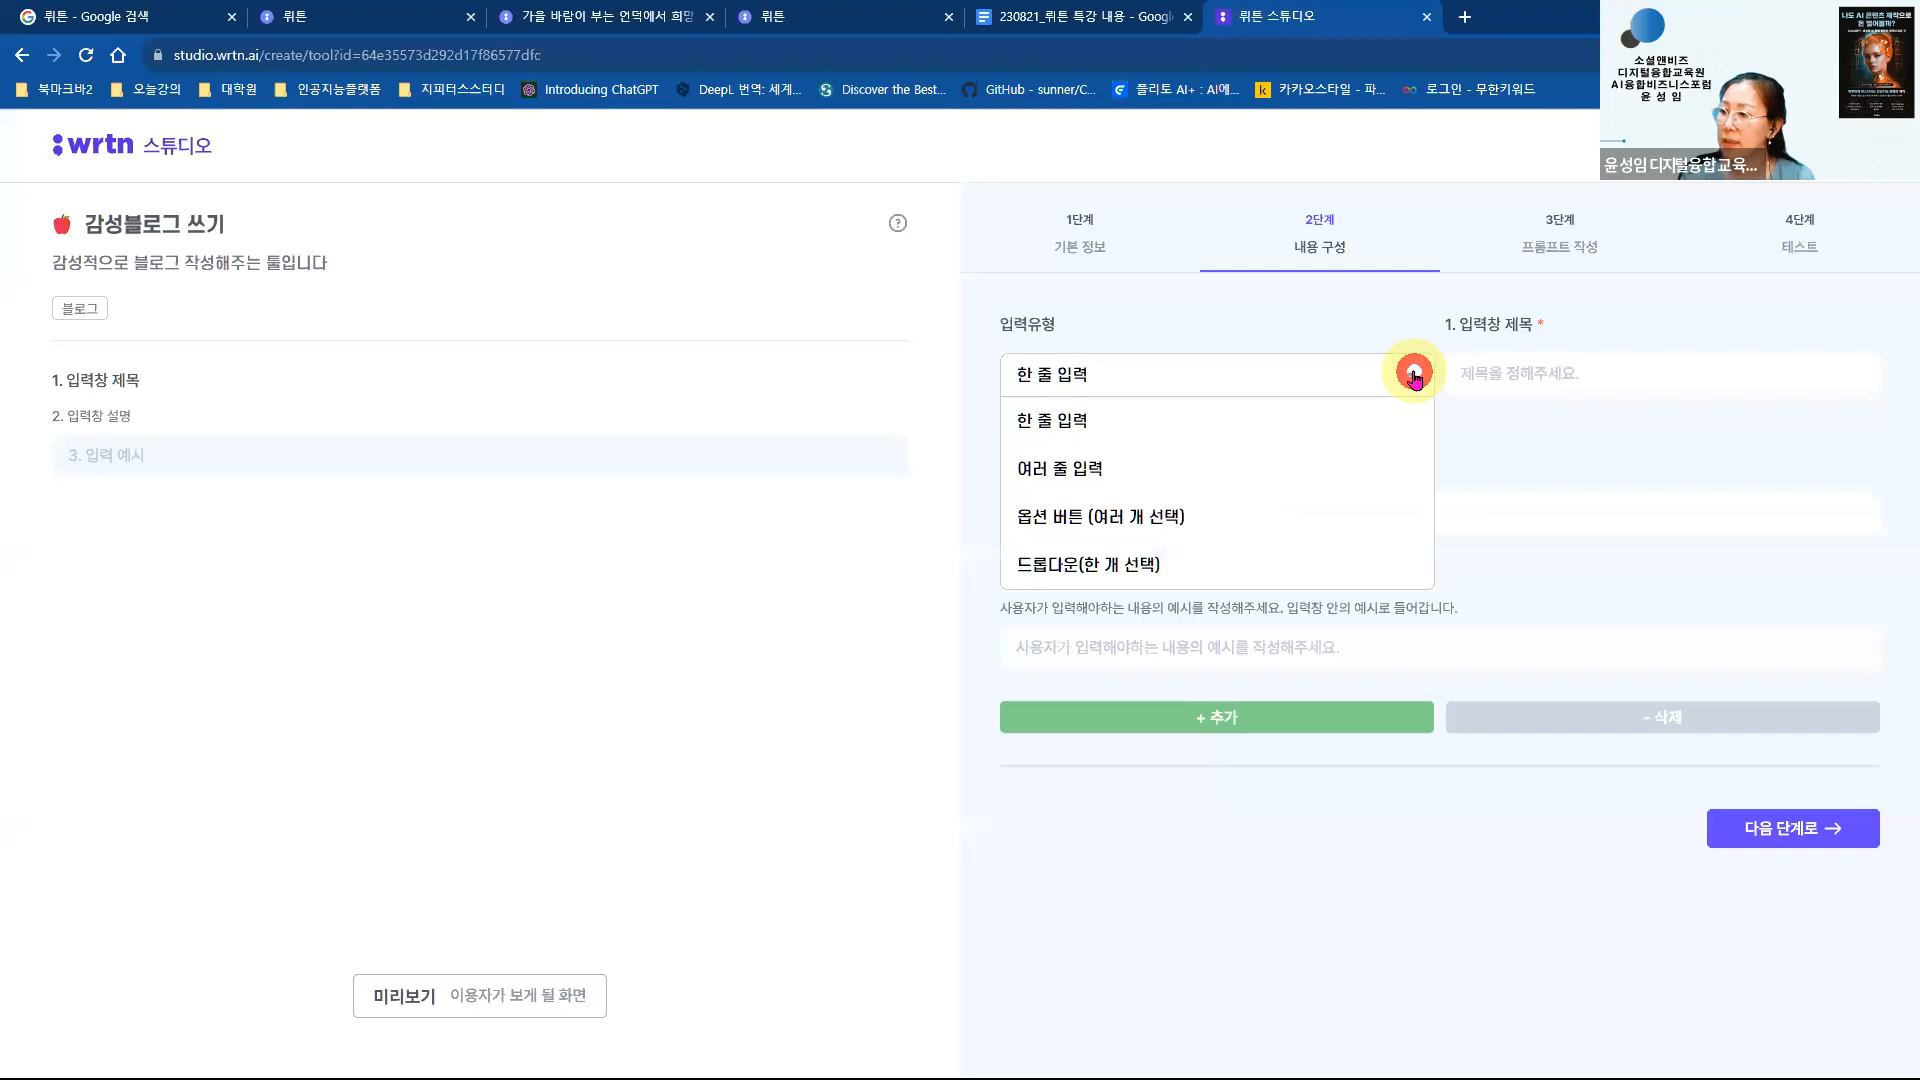 뤼튼 - Google 검색
뤼튼
가을 바람이 부는 언덕에서 희망
뤼튼
230821_뤼튼 특강 내용 - Googl
뤼튼 스튜디오
studio.wrtn.ai/create/tool?id=64e35573d292d17f86577dfc
북마크바2
오늘강의
대학원
인공지능플랫폼
지피터스스터디
Introducing ChatGPT
DeepL 번역: 세계...
Discover the Best...
GitHub - sunner/C...
플리토 AI+ : AI에...
카카오스타일 - 파...
로그인 - 무한키워드
소셜앤비즈
디지털융합교육원
AI융합비즈니스포럼
윤 성 임
나도 AI 콘텐츠 제작으로
돈 벌어볼까?
윤성임 디지털융합교육...
wrtn 스튜디오
감성블로그 쓰기
감성적으로 블로그 작성해주는 툴입니다
블로그
1. 입력창 제목
2. 입력창 설명
3. 입력 예시
미리보기 이용자가 보게 될 화면
1단계
기본 정보
2단계
내용 구성
3단계
프롬프트 작성
4단계
테스트
입력유형
1. 입력창 제목 *
한 줄 입력
제목을 정해주세요.
한 줄 입력
여러 줄 입력
옵션 버튼 (여러 개 선택)
드롭다운(한 개 선택)
사용자가 입력해야하는 내용의 예시를 작성해주세요. 입력창 안의 예시로 들어갑니다.
사용자가 입력해야하는 내용의 예시를 작성해주세요.
+ 추가
- 삭제
다음 단계로 →